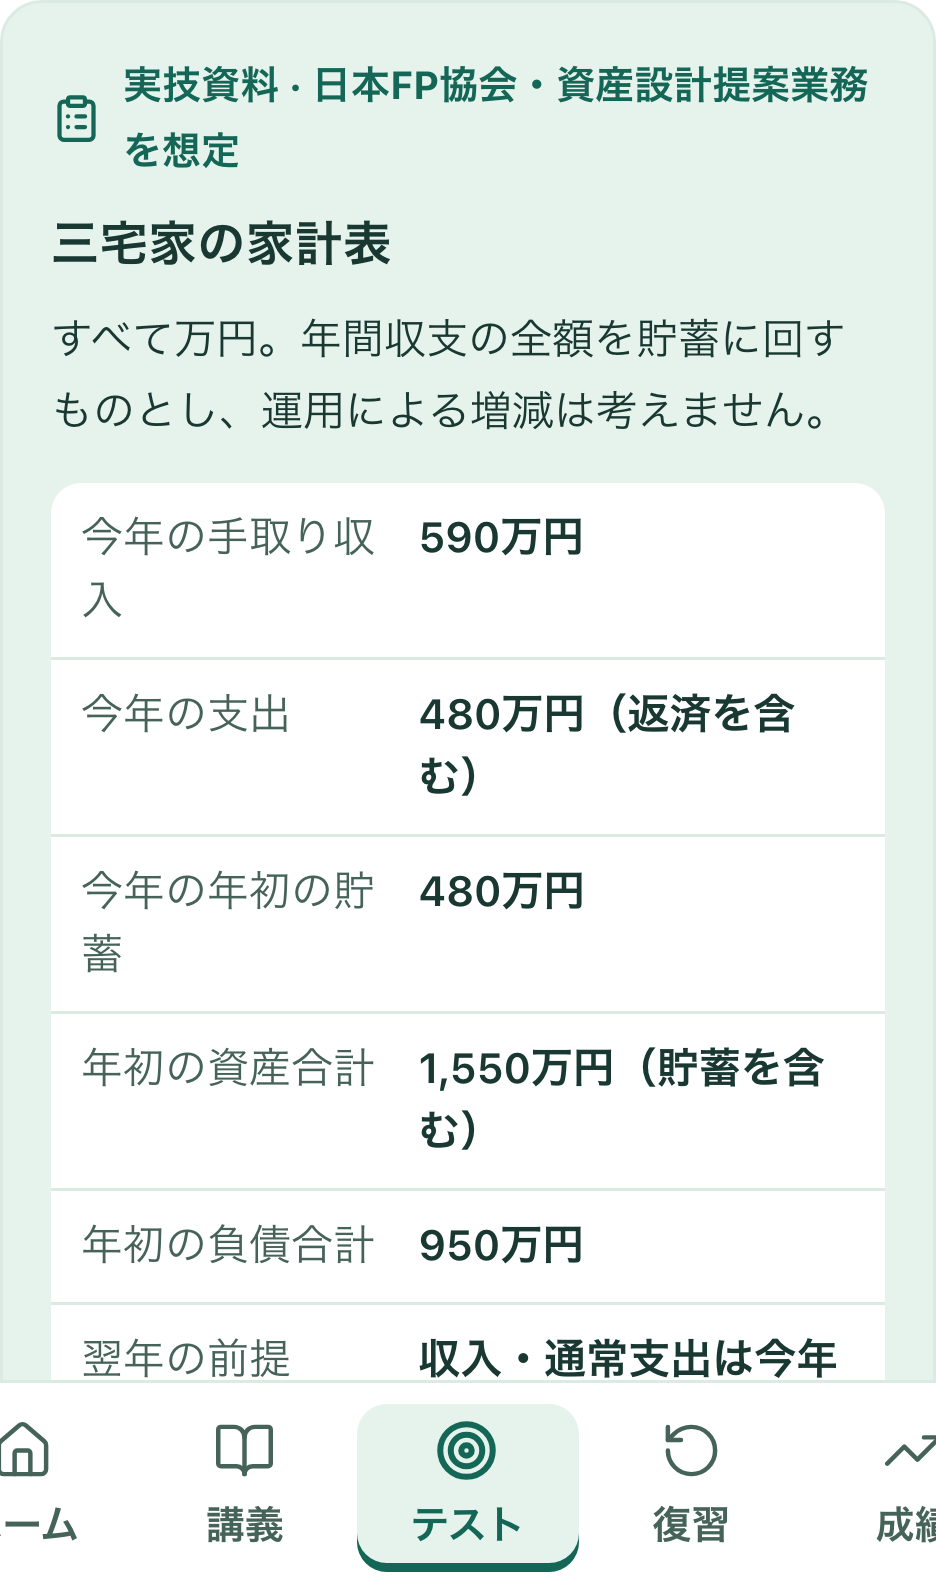 実技資料 · 日本FP協会・資産設計提案業務
を想定
三宅家の家計表
すべて万円。年間収支の全額を貯蓄に回す
ものとし、運用による増減は考えません。
今年の手取り収
入
590万円
今年の支出
480万円（返済を含
む）
今年の年初の貯
蓄
480万円
年初の資産合計
1,550万円（貯蓄を含
む）
年初の負債合計
950万円
翌年の前提
収入・通常支出は今年
ーム
講義
テスト
復習
成績